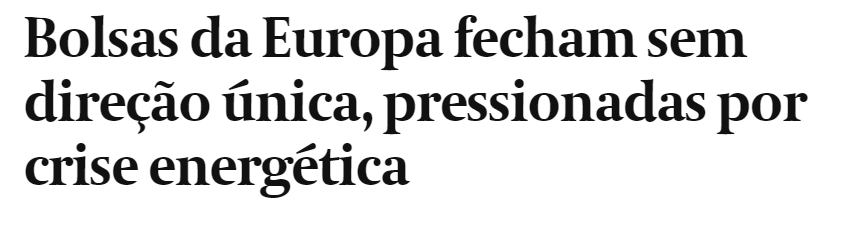 Bolsas da Europa fecham sem
direção única, pressionadas por
crise energética